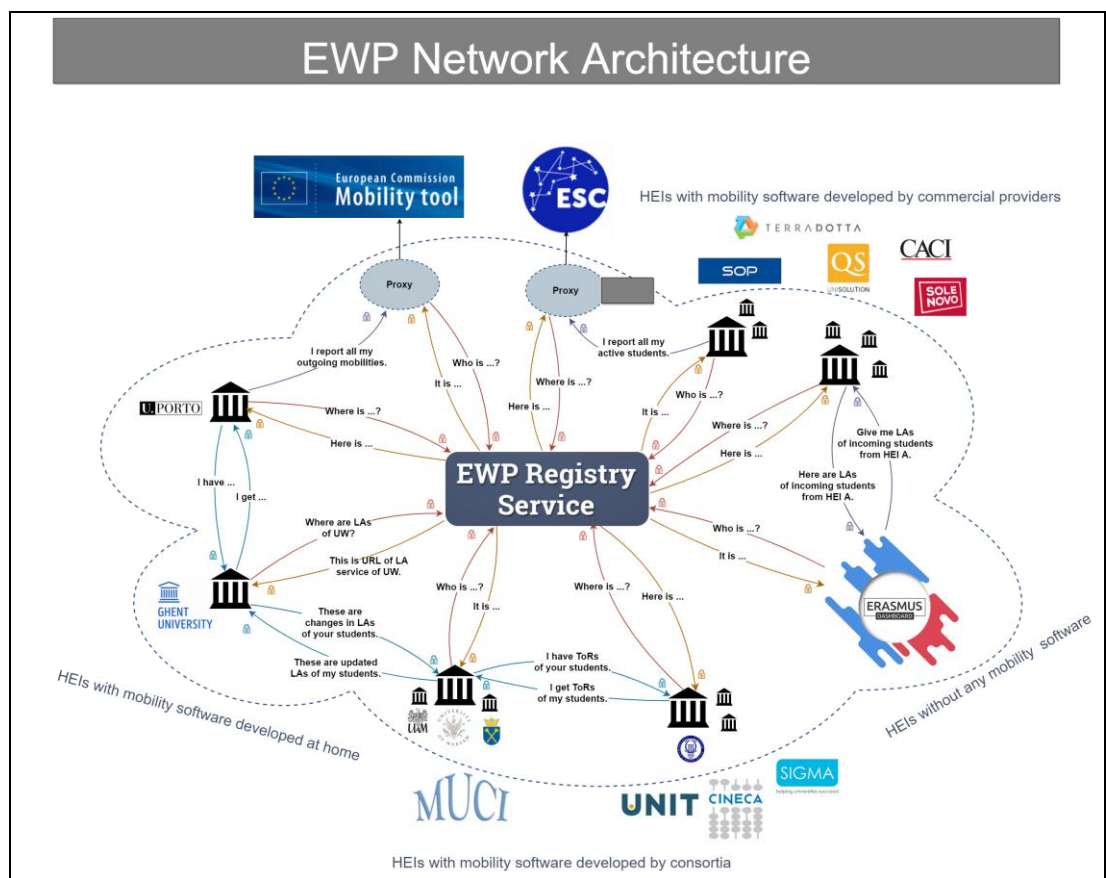 EWP Network Architecture
European Commission
Mobility tool
ESC
HEIs with mobility software developed by commercial providers
TERRADOTTA
SOP
QS
UNISOLUTION
CACI
SOLE
NOVO
Proxy
Proxy
I report all my
outgoing mobilities.
I report all my
active students.
Who is ...?
It is ...
Where is ...?
Here is ...
Who is ...?
It is ...
U.PORTO
Where is ...?
Here is ...
Where is ...?
Here is ...
Give me LAs
of incoming students
from HEI A.
Here are LAs
of incoming students
from HEI A.
EWP Registry
Service
I have ...
I get ...
Where are LAs
of UW?
This is URL of LA
service of UW.
Who is ...?
It is ...
Who is ...?
It is ...
Where is ...?
Here is ...
GHENT
UNIVERSITY
These are
changes in LAs
of your students.
These are updated
LAs of my students.
I have ToRs
of your students.
I get ToRs
of my students.
ERASMUS
DASHBOARD
UAM
HEIs with mobility software developed at home
HEIs without any mobility software
MUCI
UNIT
CINECA
SIGMA
helping universities succeed
HEIs with mobility software developed by consortia